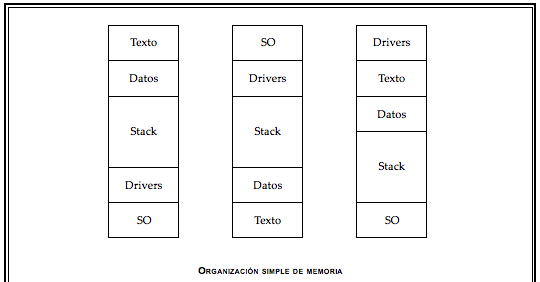 Texto
Datos
Stack
Drivers
SO
SO
Drivers
Stack
Datos
Texto
Drivers
Texto
Datos
Stack
SO
ORGANIZACIÓN SIMPLE DE MEMORIA